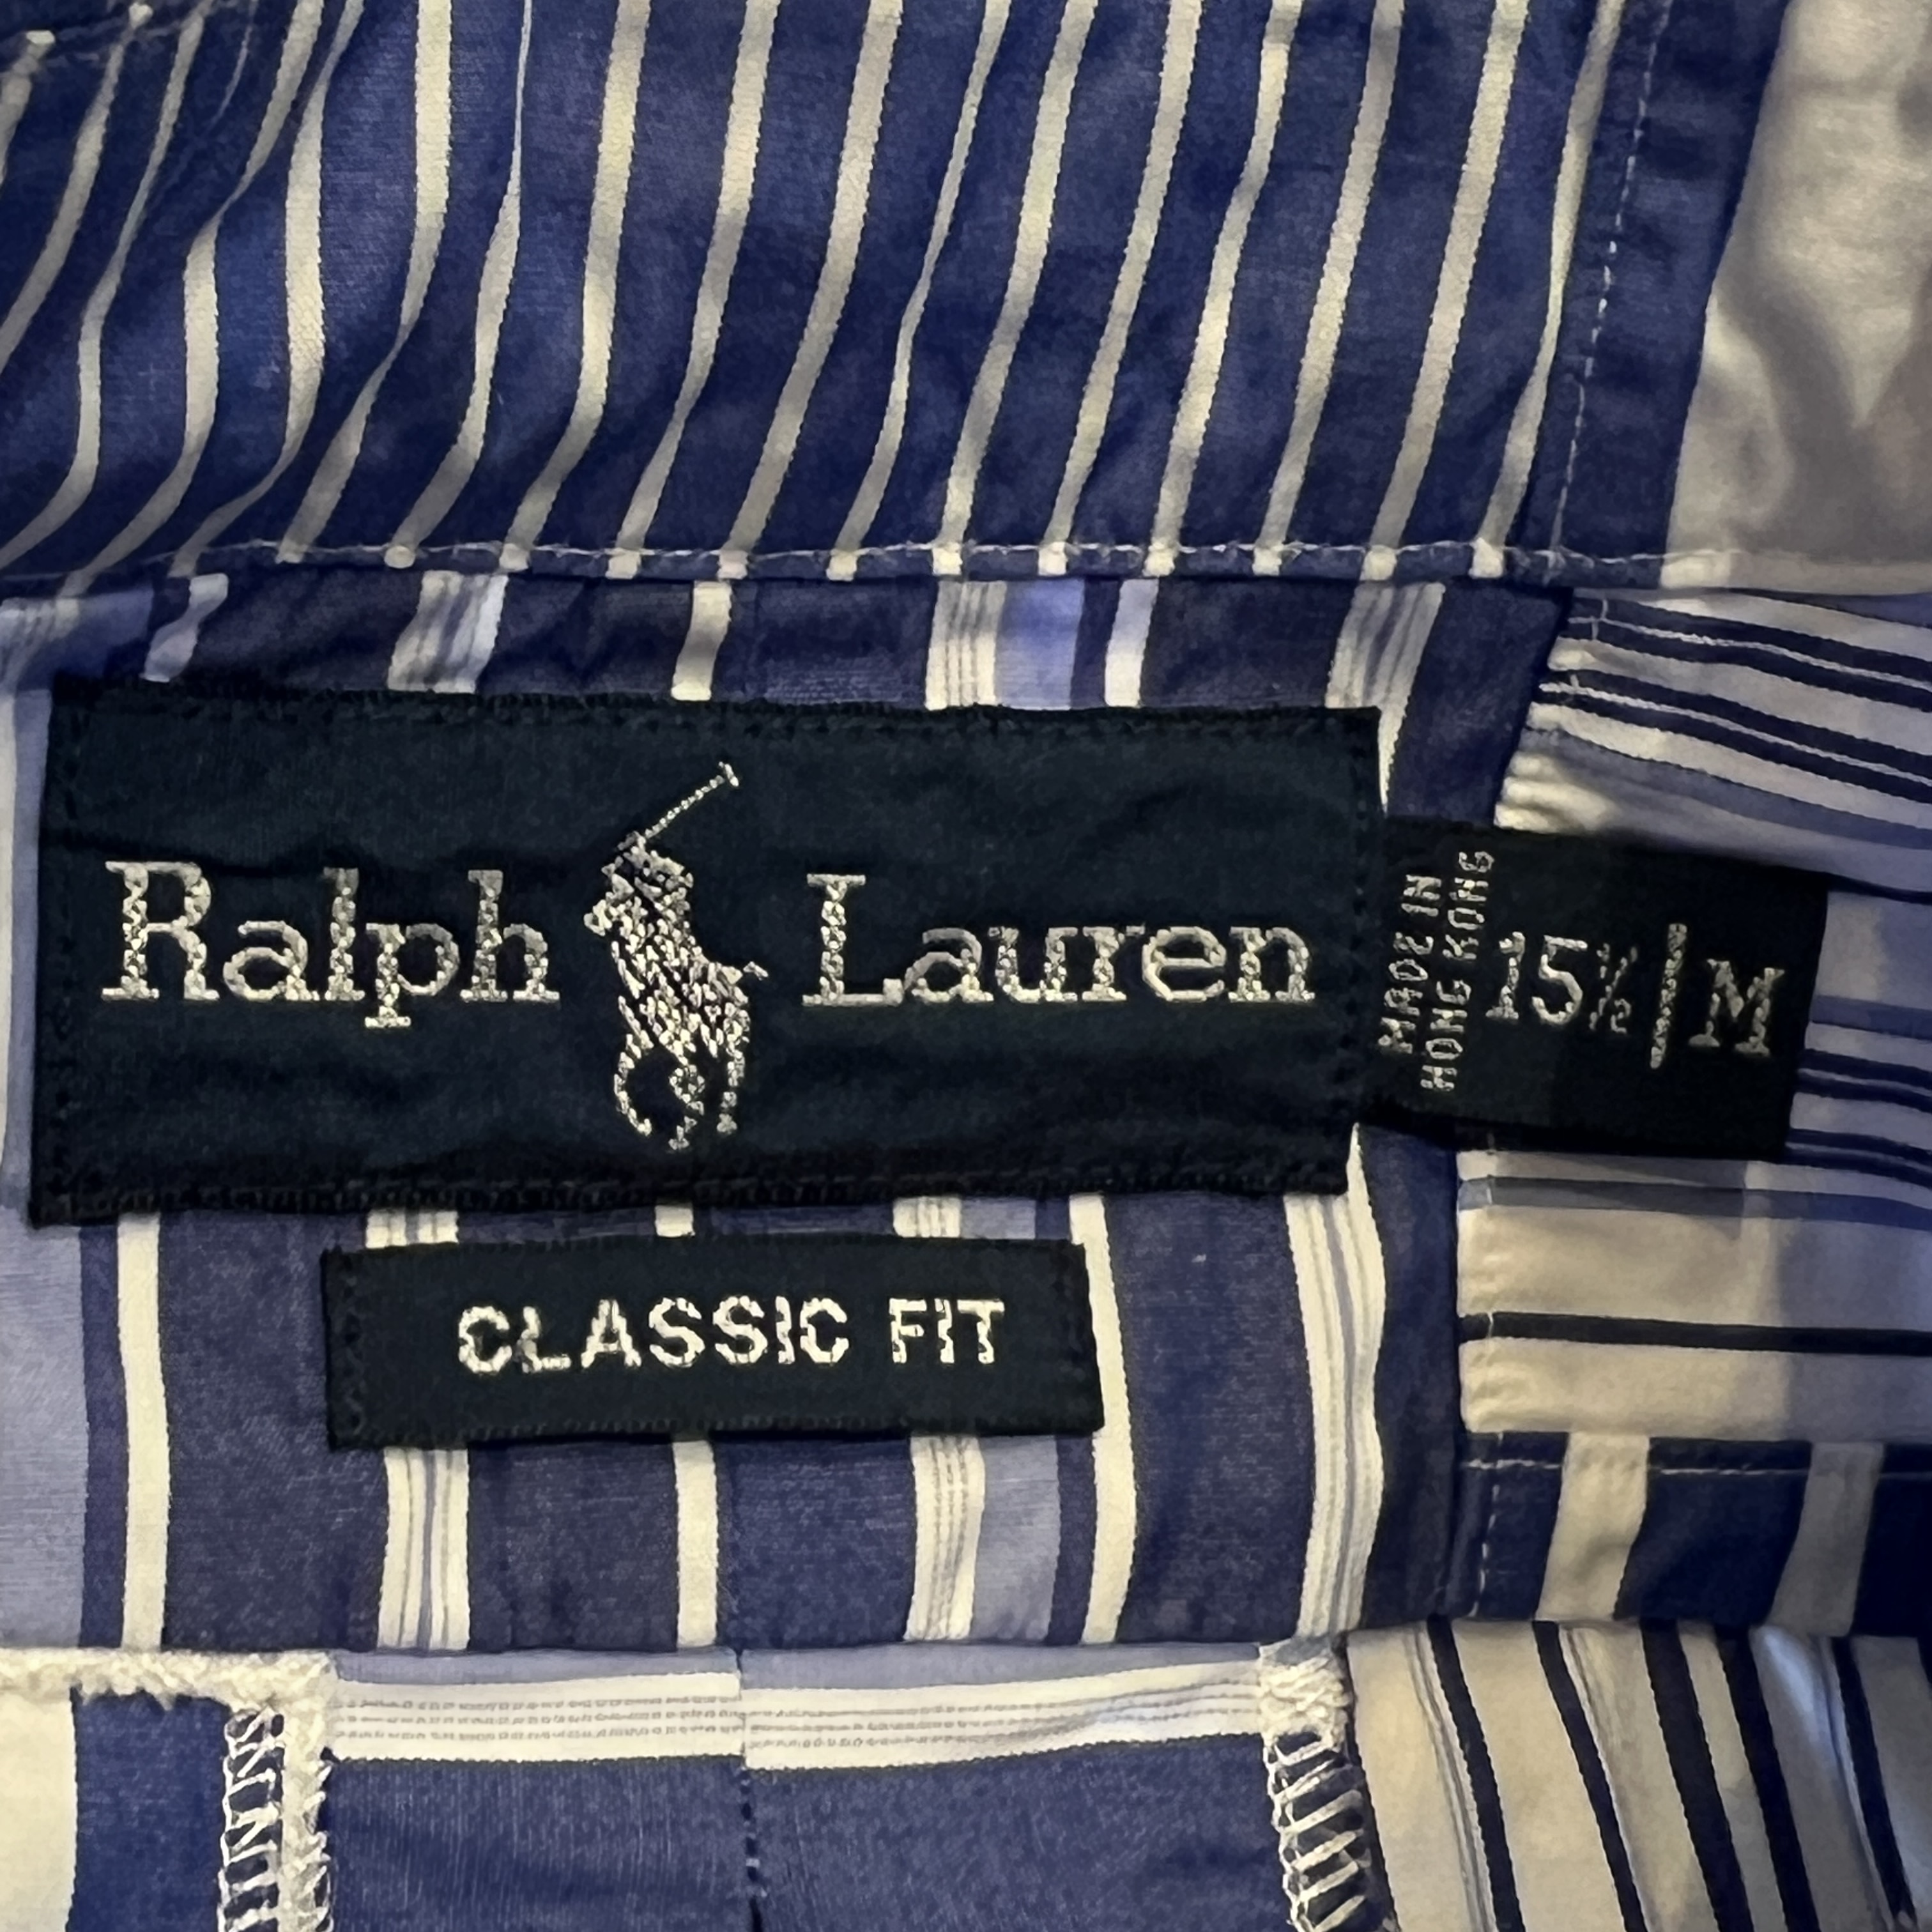 Ralph Lauren
MADE IN
HONG KONG
15½ | M
CLASSIC FIT